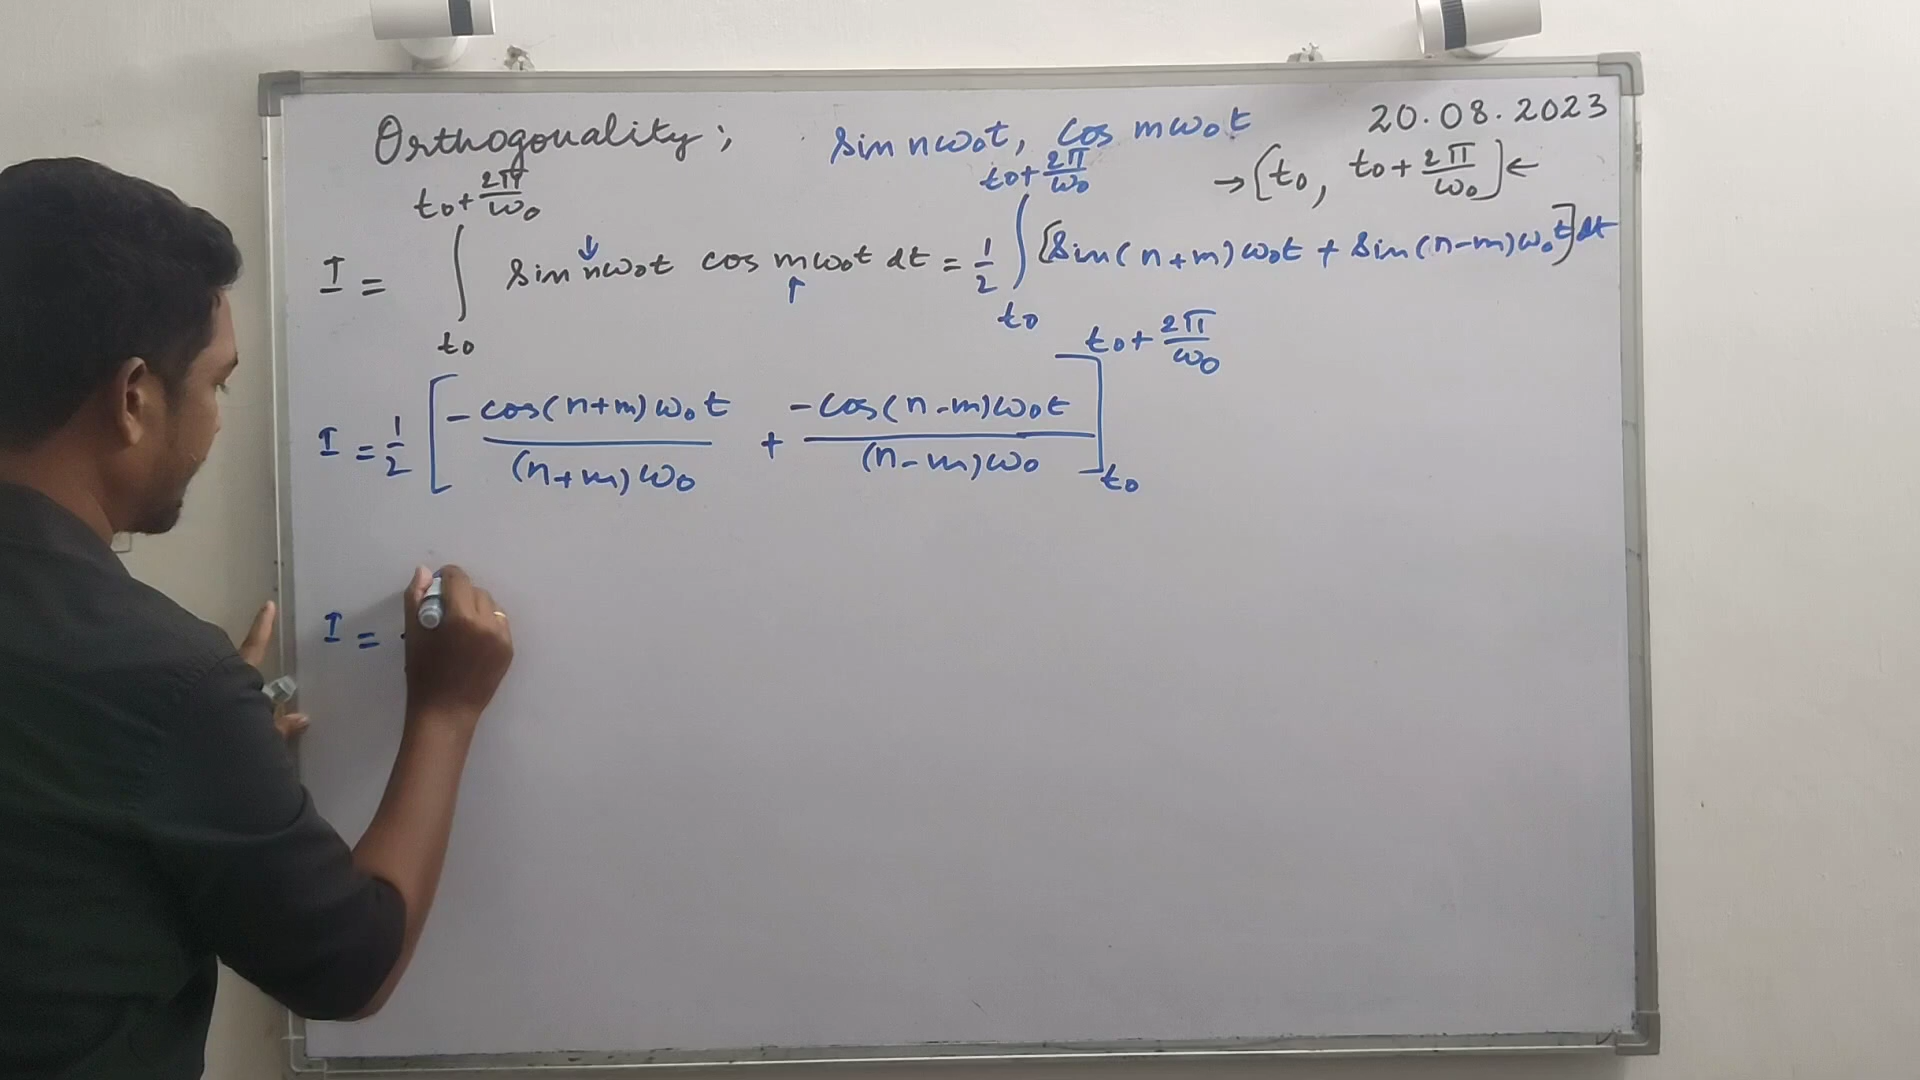 Orthogonality; sin nω₀t, cos mω₀t 20.08.2023
→[t₀, t₀+2π/ω₀]←
I = ∫_{t₀}^{t₀+2π/ω₀} sin nω₀t cos mω₀t dt = 1/2 ∫_{t₀}^{t₀+2π/ω₀} [sin(n+m)ω₀t + sin(n-m)ω₀t]dt
I = 1/2 [ -cos(n+m)ω₀t/(n+m)ω₀ + -cos(n-m)ω₀t/(n-m)ω₀ ]_{t₀}^{t₀+2π/ω₀}
I =